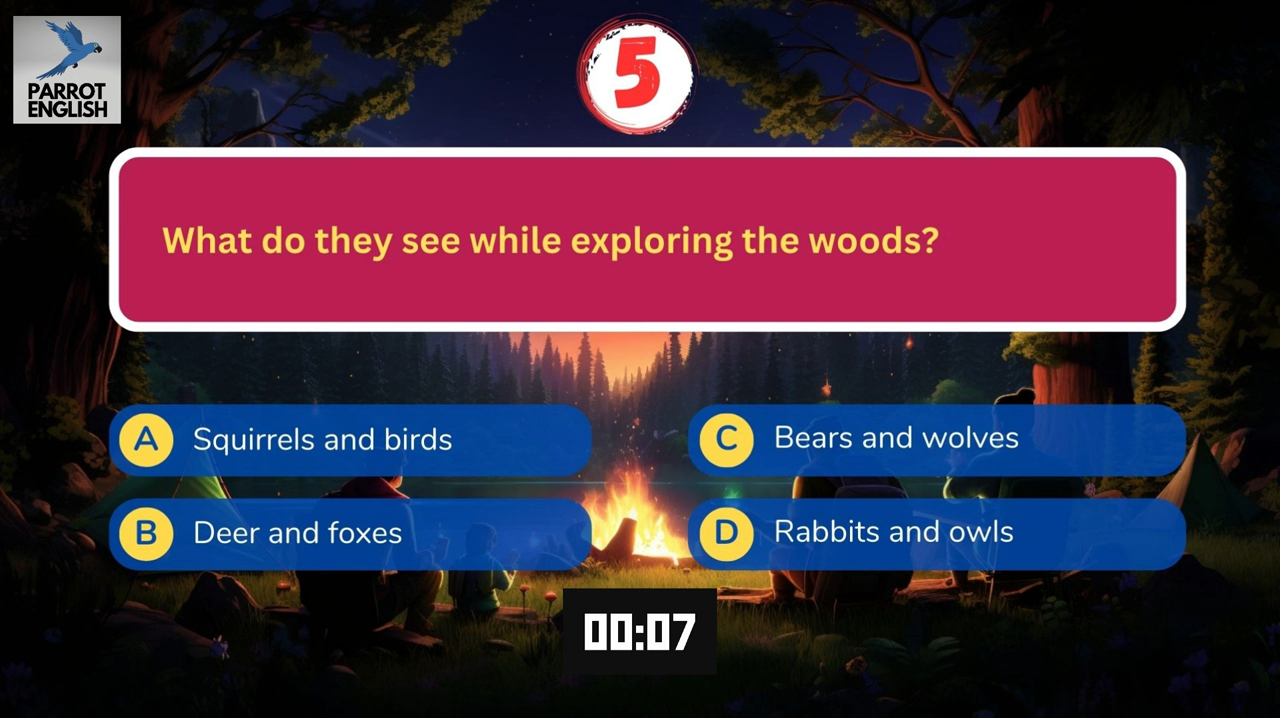 PARROT
ENGLISH
5
What do they see while exploring the woods?
A Squirrels and birds
B Deer and foxes
C Bears and wolves
D Rabbits and owls
00:07